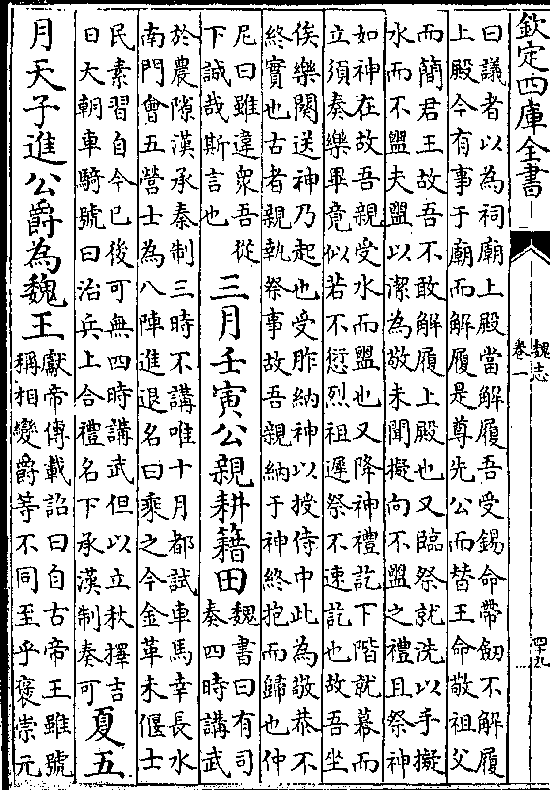 欽定四庫全書
魏志
卷一
四十九
曰議者以為祠廟上殿當解履吾受錫命帶劒不解履
上殿今有事于廟而解履是尊先公而替王命敬祖父
而簡君王故吾不敢解履上殿也又臨祭就洗以手擬
水而不盥夫盥以潔為敬未聞擬向不盥之禮且祭神
如神在故吾親受水而盥也又降神禮訖下階就幕而
立須奏樂畢竟似若不愆烈祖遲祭不速訖也故吾坐
俟樂闋送神乃起也受胙納神以授侍中此為敬恭不
終實也古者親執祭事故吾親納于神終抱而歸也仲
尼曰雖違衆吾從
下誠哉斯言也
三月壬寅公親耕籍田
魏書曰有司
奏四時講武
於農隙漢承秦制三時不講唯十月都試車馬幸長水
南門會五營士為八陣進退名曰乘之今金革未偃士
民素習自今已後可無四時講武但以立秋擇吉
日大朝車騎號曰治兵上合禮名下承漢制奏可
夏五
月天子進公爵為魏王
獻帝傳載詔曰自古帝王雖號
稱相變爵等不同至乎褒崇元